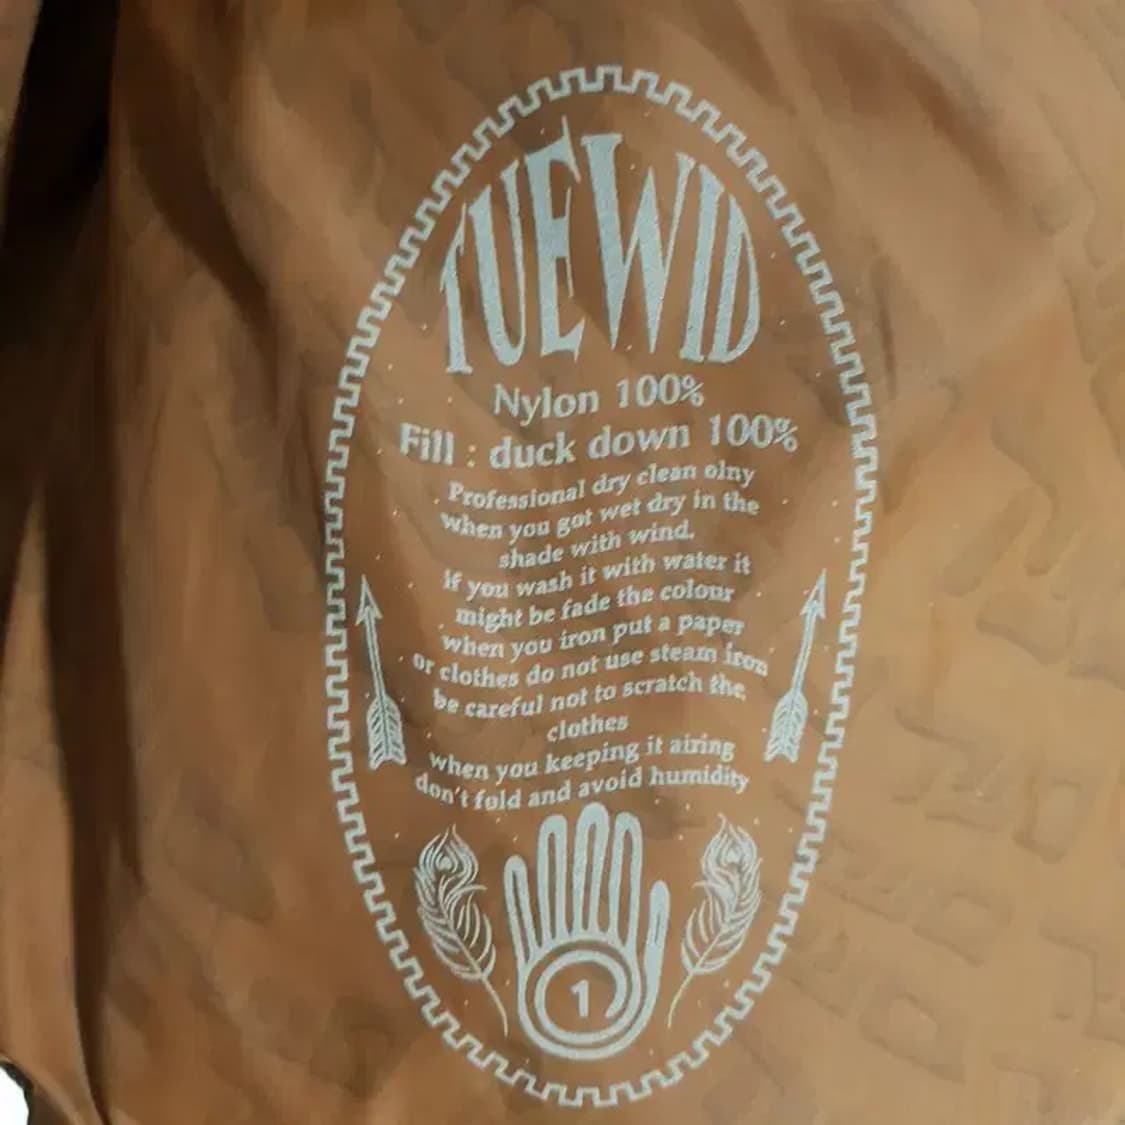 TUEWID
Nylon 100%
Fill : duck down 100%
Professional dry clean olny
when you got wet dry in the
shade with wind.
if you wash it with water it
might be fade the colour
when you iron put a paper
or clothes do not use steam iron
be careful not to scratch the
clothes
when you keeping it airing
don't fold and avoid humidity
1